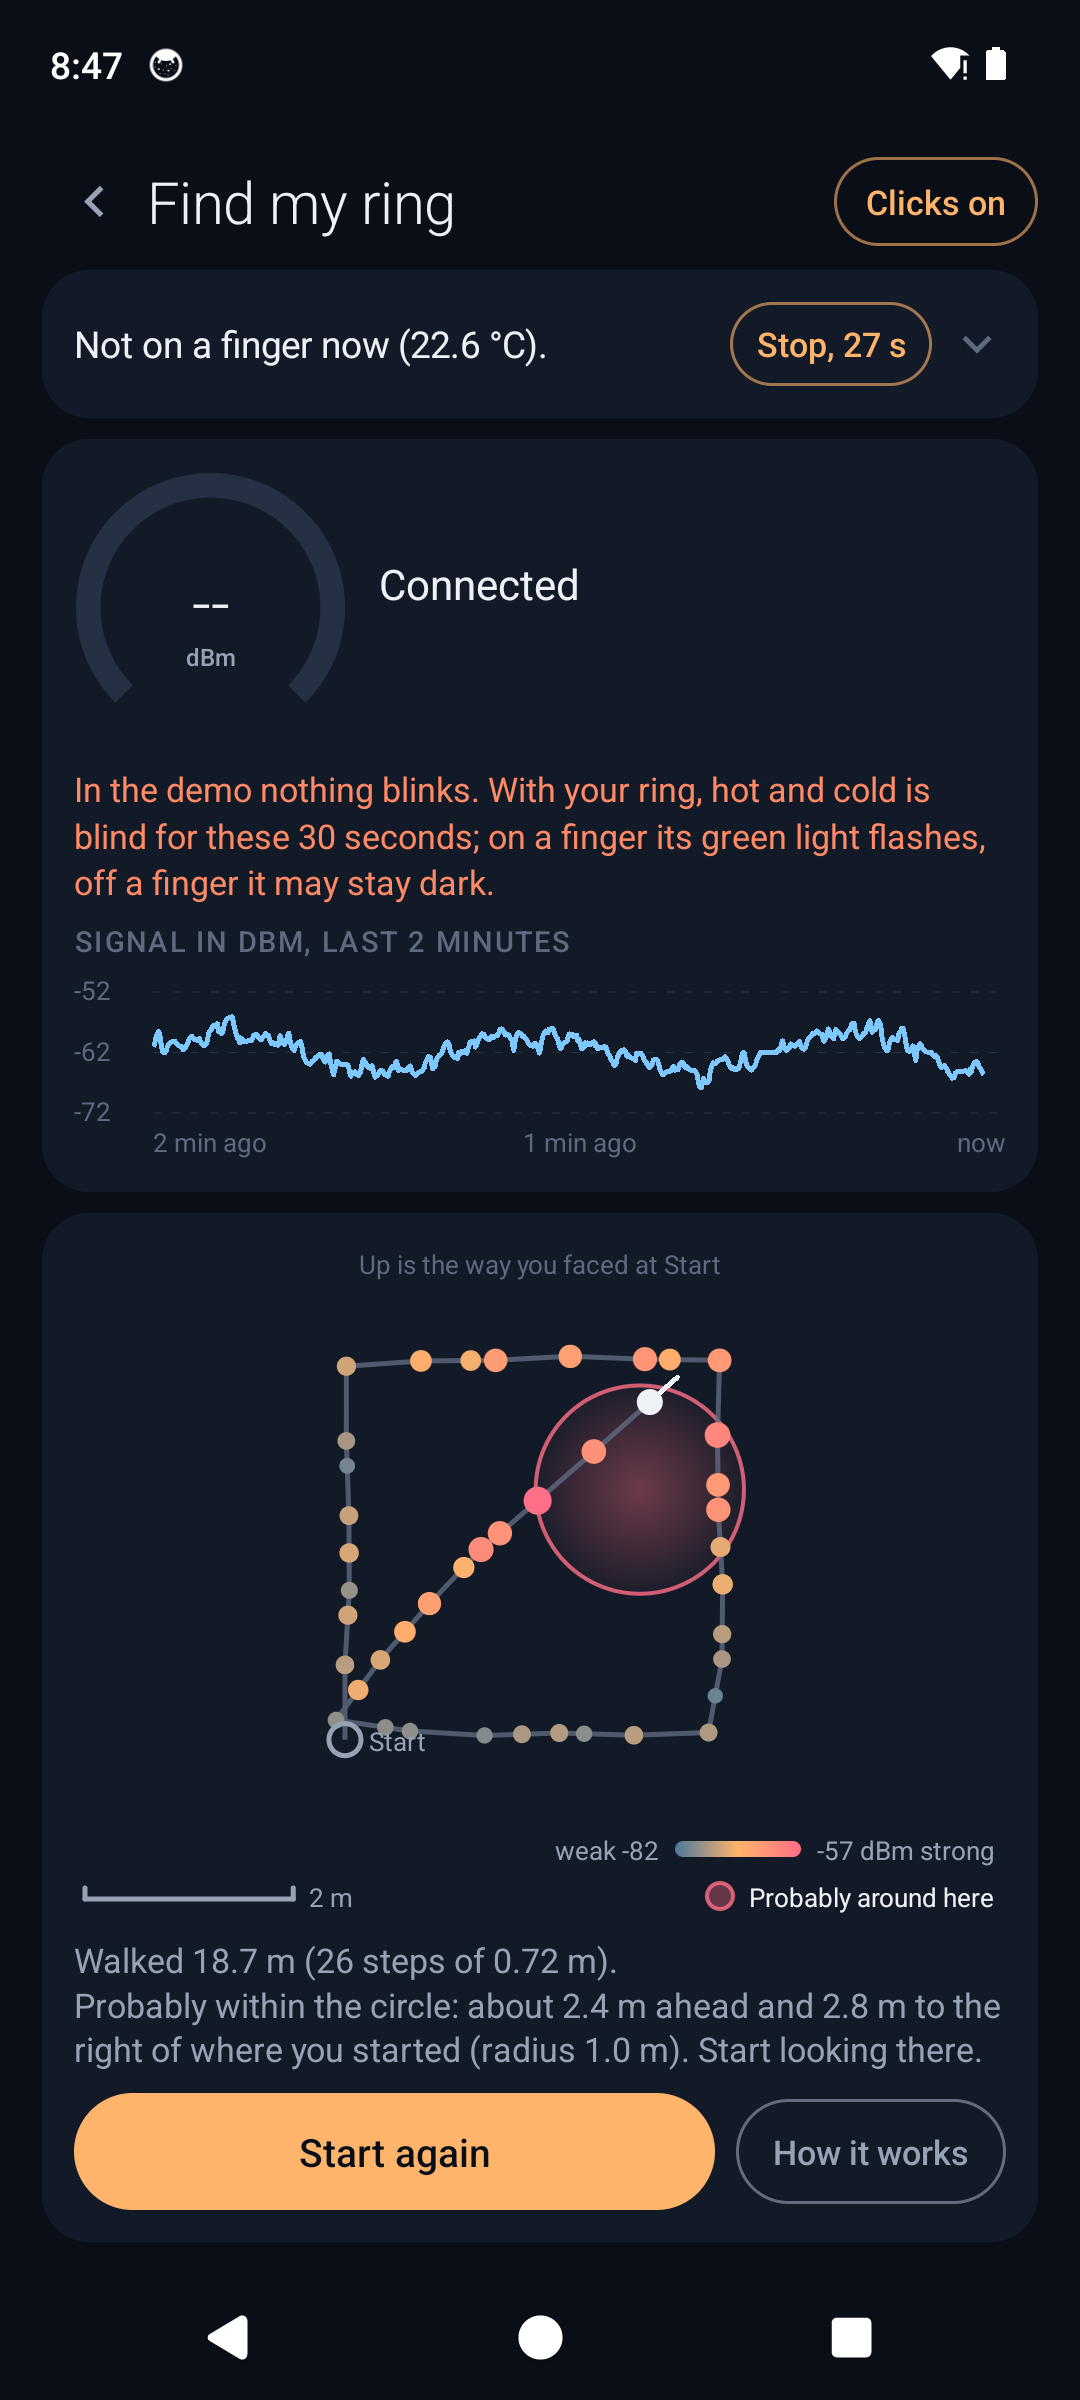 8:47
Find my ring
Clicks on
Not on a finger now (22.6 °C).
Stop, 27 s
--
dBm
Connected
In the demo nothing blinks. With your ring, hot and cold is
blind for these 30 seconds; on a finger its green light flashes,
off a finger it may stay dark.
SIGNAL IN DBM, LAST 2 MINUTES
-52
-62
-72
2 min ago
1 min ago
now
Up is the way you faced at Start
Start
weak -82
-57 dBm strong
2 m
Probably around here
Walked 18.7 m (26 steps of 0.72 m).
Probably within the circle: about 2.4 m ahead and 2.8 m to the
right of where you started (radius 1.0 m). Start looking there.
Start again
How it works